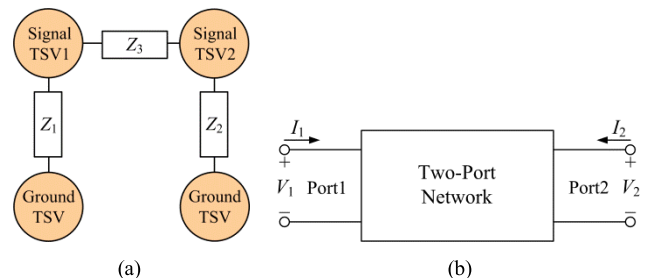 Signal
TSV1
Z3
Signal
TSV2
Z1
Z2
Ground
TSV
Ground
TSV
(a)
I1
I2
+
V1
−
Port1
Two-Port
Network
Port2
+
V2
−
(b)